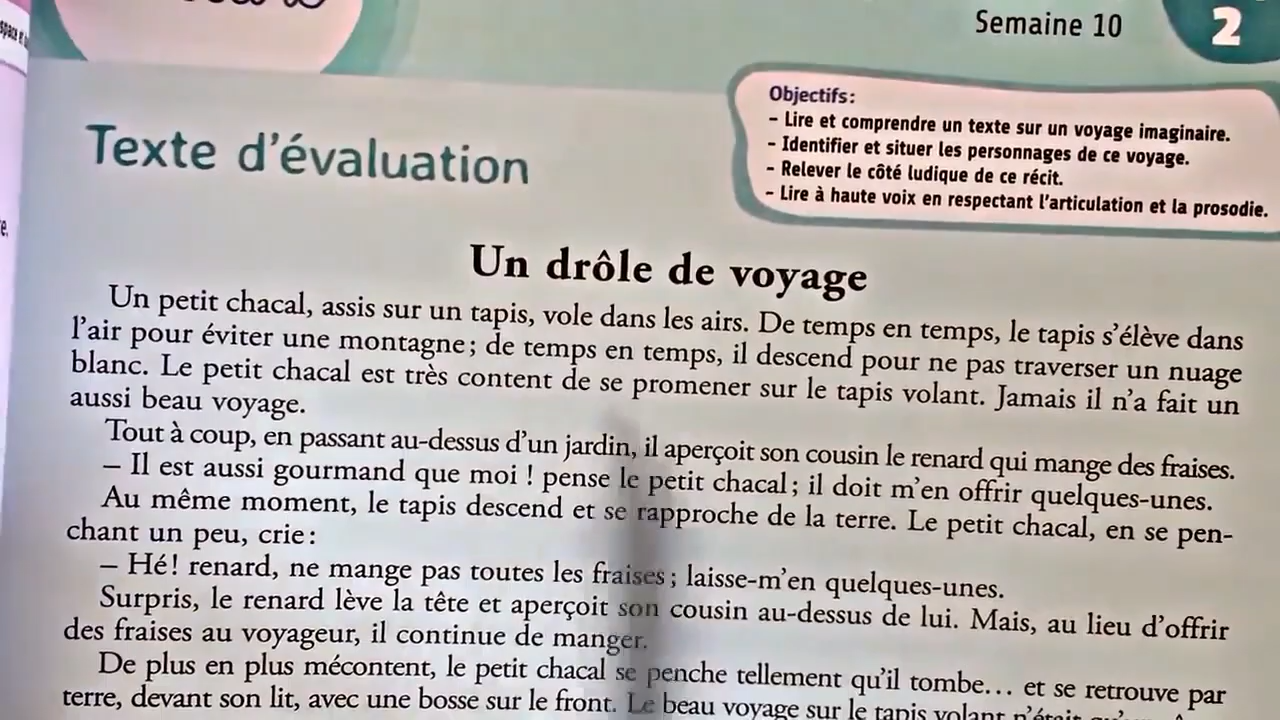 Semaine 10
2
Objectifs :
– Lire et comprendre un texte sur un voyage imaginaire.
– Identifier et situer les personnages de ce voyage.
– Relever le côté ludique de ce récit.
– Lire à haute voix en respectant l'articulation et la prosodie.
Texte d'évaluation
Un drôle de voyage
Un petit chacal, assis sur un tapis, vole dans les airs. De temps en temps, le tapis s'élève dans
l'air pour éviter une montagne ; de temps en temps, il descend pour ne pas traverser un nuage
blanc. Le petit chacal est très content de se promener sur le tapis volant. Jamais il n'a fait un
aussi beau voyage.
Tout à coup, en passant au-dessus d'un jardin, il aperçoit son cousin le renard qui mange des fraises.
– Il est aussi gourmand que moi ! pense le petit chacal ; il doit m'en offrir quelques-unes.
Au même moment, le tapis descend et se rapproche de la terre. Le petit chacal, en se pen-
chant un peu, crie :
– Hé ! renard, ne mange pas toutes les fraises ; laisse-m'en quelques-unes.
Surpris, le renard lève la tête et aperçoit son cousin au-dessus de lui. Mais, au lieu d'offrir
des fraises au voyageur, il continue de manger.
De plus en plus mécontent, le petit chacal se penche tellement qu'il tombe... et se retrouve par
terre, devant son lit, avec une bosse sur le front. Le beau voyage sur le tapis volant n'était